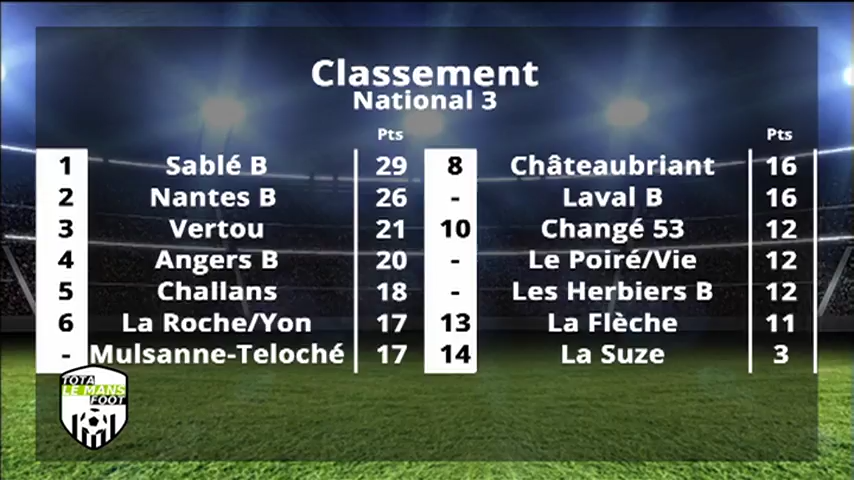 Classement
National 3
Pts
1 Sablé B 29
2 Nantes B 26
3 Vertou 21
4 Angers B 20
5 Challans 18
6 La Roche/Yon 17
- Mulsanne-Teloché 17
Pts
8 Châteaubriant 16
- Laval B 16
10 Changé 53 12
- Le Poiré/Vie 12
- Les Herbiers B 12
13 La Flèche 11
14 La Suze 3
TOTA
LE MANS
FOOT